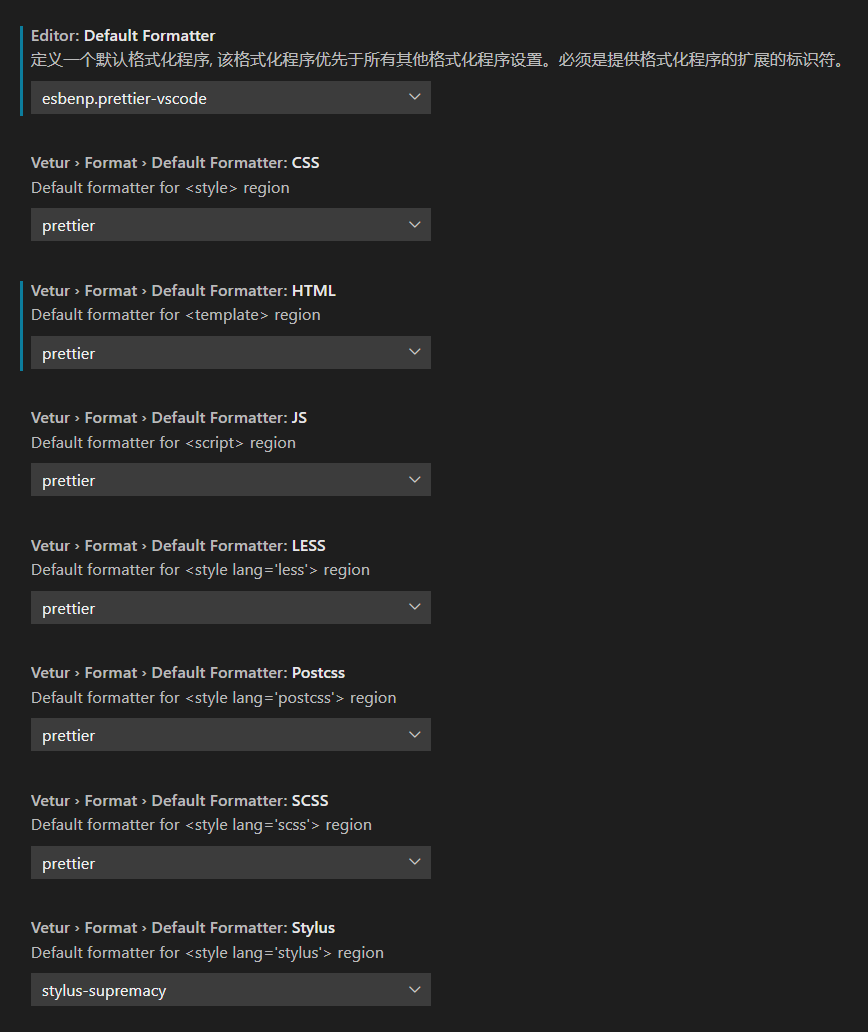 Editor: Default Formatter
定义一个默认格式化程序, 该格式化程序优先于所有其他格式化程序设置。必须是提供格式化程序的扩展的标识符。
esbenp.prettier-vscode
Vetur › Format › Default Formatter: CSS
Default formatter for <style> region
prettier
Vetur › Format › Default Formatter: HTML
Default formatter for <template> region
prettier
Vetur › Format › Default Formatter: JS
Default formatter for <script> region
prettier
Vetur › Format › Default Formatter: LESS
Default formatter for <style lang='less'> region
prettier
Vetur › Format › Default Formatter: Postcss
Default formatter for <style lang='postcss'> region
prettier
Vetur › Format › Default Formatter: SCSS
Default formatter for <style lang='scss'> region
prettier
Vetur › Format › Default Formatter: Stylus
Default formatter for <style lang='stylus'> region
stylus-supremacy